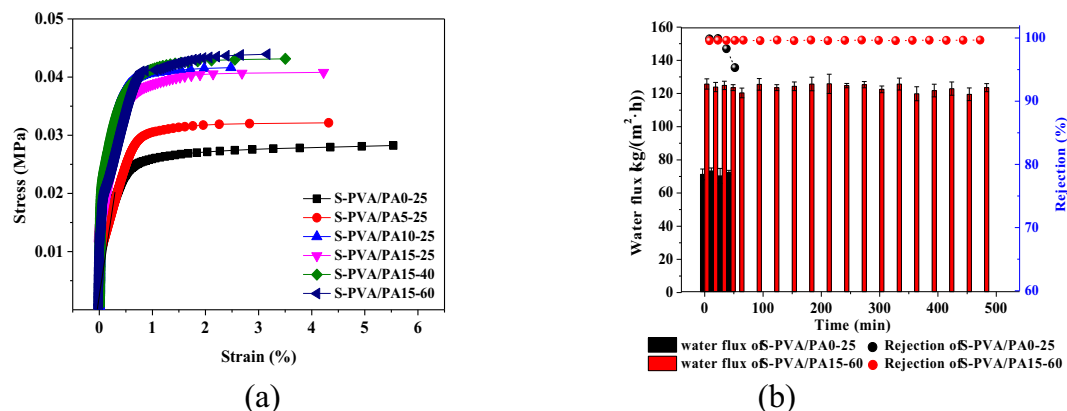 (a)
0.05
0.04
0.03
0.02
0.01
Stress (MPa)
S-PVA/PA0-25
S-PVA/PA5-25
S-PVA/PA10-25
S-PVA/PA15-25
S-PVA/PA15-40
S-PVA/PA15-60
0 1 2 3 4 5 6
Strain (%)
(a)
(b)
160
140
120
100
80
60
40
20
0
Water flux (kg/(m²·h))
100
90
80
70
60
Rejection (%)
0 100 200 300 400 500
Time (min)
water flux of S-PVA/PA0-25 Rejection of S-PVA/PA0-25
water flux of S-PVA/PA15-60 Rejection of S-PVA/PA15-60
(b)